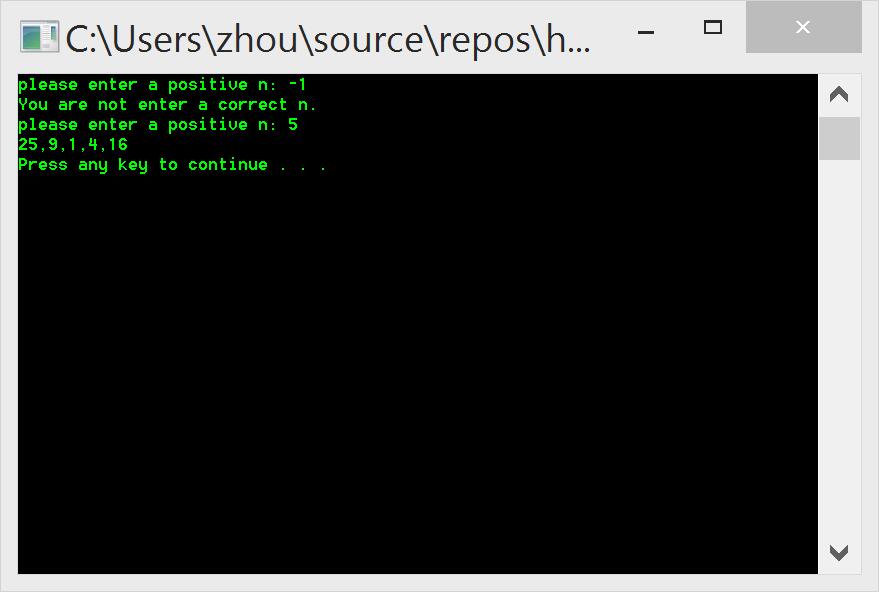 C:\Users\zhou\source\repos\h...
please enter a positive n: -1
You are not enter a correct n.
please enter a positive n: 5
25,9,1,4,16
Press any key to continue . . .